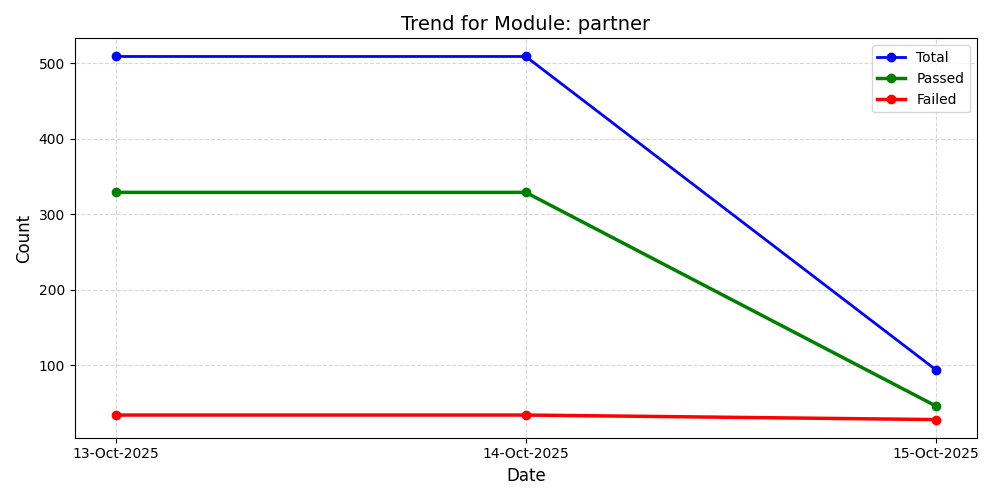 Trend for Module: partner
Total
Passed
Failed
500
400
300
200
100
Count
13-Oct-2025
14-Oct-2025
15-Oct-2025
Date